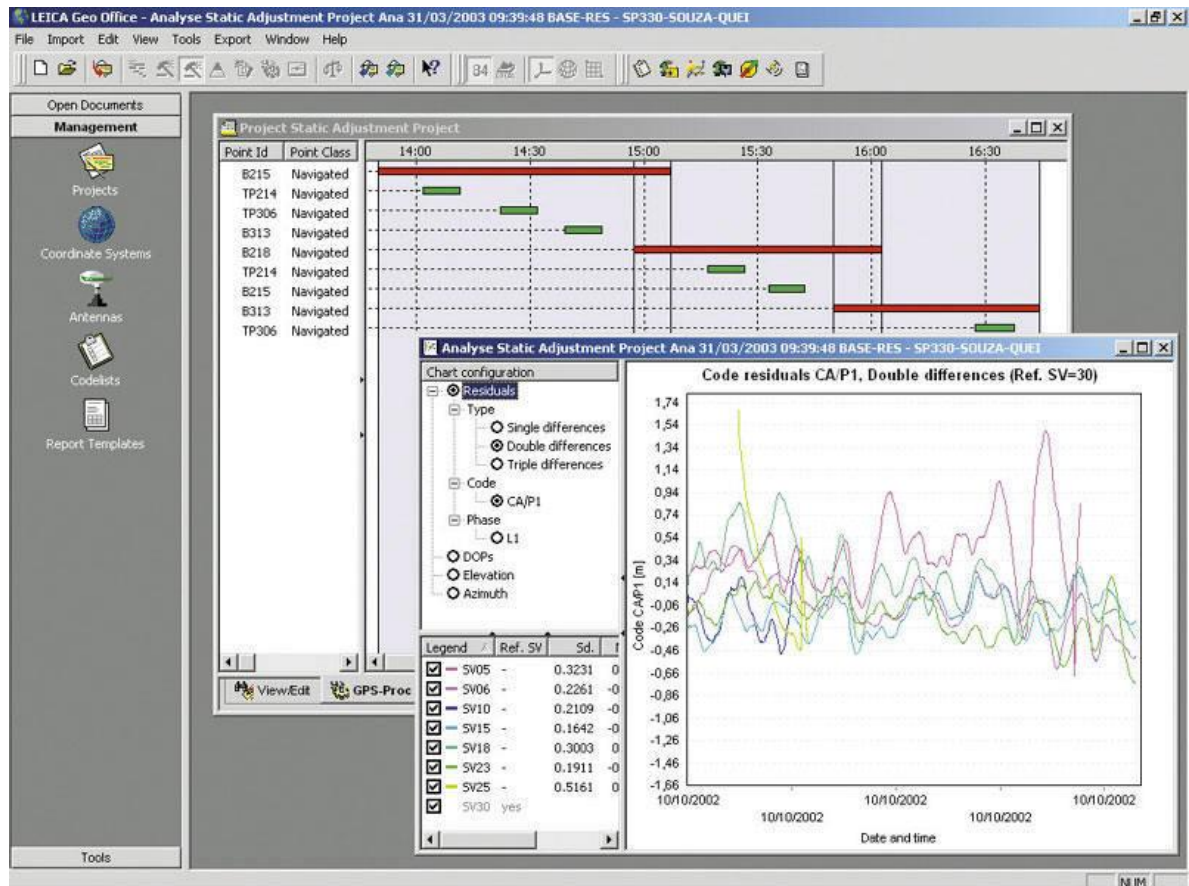 LEICA Geo Office - Analyse Static Adjustment Project Ana 31/03/2003 09:39:48 BASE-RES - SP330-SOUZA-QUEI
File Import Edit View Tools Export Window Help
84
Open Documents
Management
Projects
Coordinate Systems
Antennas
Codelists
Report Templates
Tools
Project Static Adjustment Project
Point Id Point Class 14:00 14:30 15:00 15:30 16:00 16:30
B215 Navigated
TP214 Navigated
TP306 Navigated
B313 Navigated
B218 Navigated
TP214 Navigated
B215 Navigated
B313 Navigated
TP306 Navigated
View/Edit GPS-Proc
Analyse Static Adjustment Project Ana 31/03/2003 09:39:48 BASE-RES - SP330-SOUZA-QUEI
Chart configuration
Residuals
Type
Single differences
Double differences
Triple differences
Code
CA/P1
Phase
L1
DOPs
Elevation
Azimuth
Legend Ref. SV Sd.
SV05 - 0.3231 0
SV06 - 0.2261 -0
SV10 - 0.2109 -0
SV15 - 0.1642 -0
SV18 - 0.3003 0
SV23 - 0.1911 -0
SV25 - 0.5161 0
SV30 yes
Code residuals CA/P1, Double differences (Ref. SV=30)
1,74
1,54
1,34
1,14
0,94
0,74
0,54
0,34
0,14
-0,06
-0,26
-0,46
-0,66
-0,86
-1,06
-1,26
-1,46
-1,66
Code CA/P1 [m]
10/10/2002 10/10/2002 10/10/2002
10/10/2002 10/10/2002
Date and time
NUM